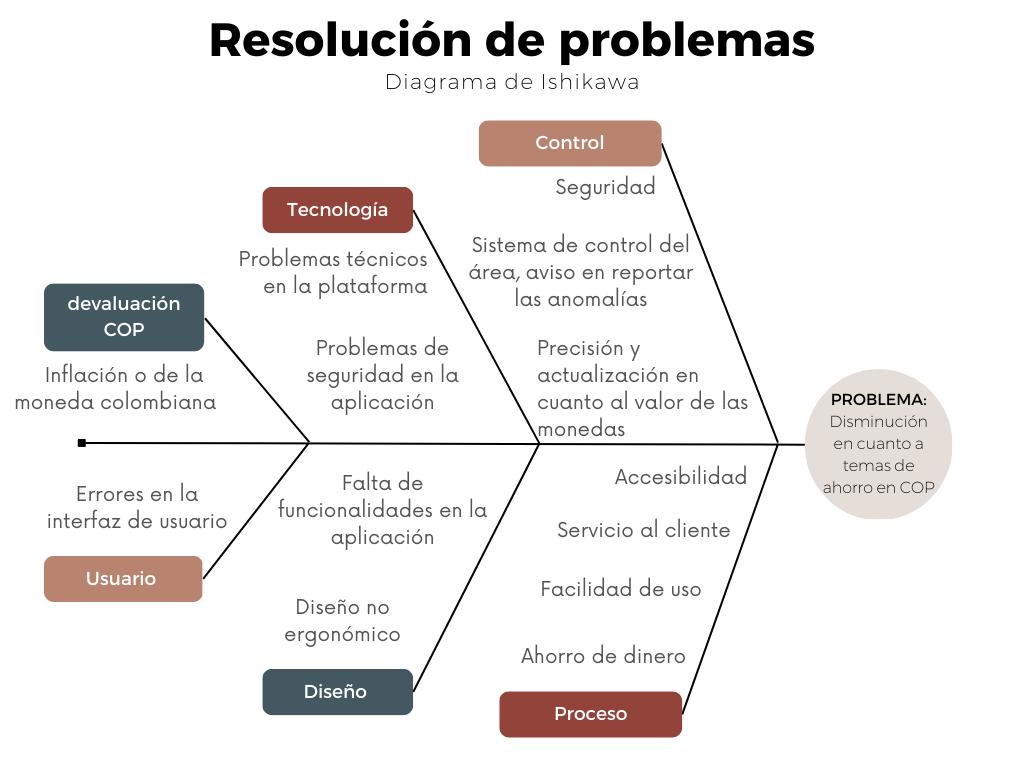 Resolución de problemas
Diagrama de Ishikawa
Control
Seguridad
Sistema de control del
área, aviso en reportar
las anomalías
Precisión y
actualización en
cuanto al valor de las
monedas
Tecnología
Problemas técnicos
en la plataforma
Problemas de
seguridad en la
aplicación
devaluación
COP
Inflación o de la
moneda colombiana
PROBLEMA:
Disminución
en cuanto a
temas de
ahorro en COP
Errores en la
interfaz de usuario
Usuario
Falta de
funcionalidades en la
aplicación
Diseño no
ergonómico
Diseño
Accesibilidad
Servicio al cliente
Facilidad de uso
Ahorro de dinero
Proceso